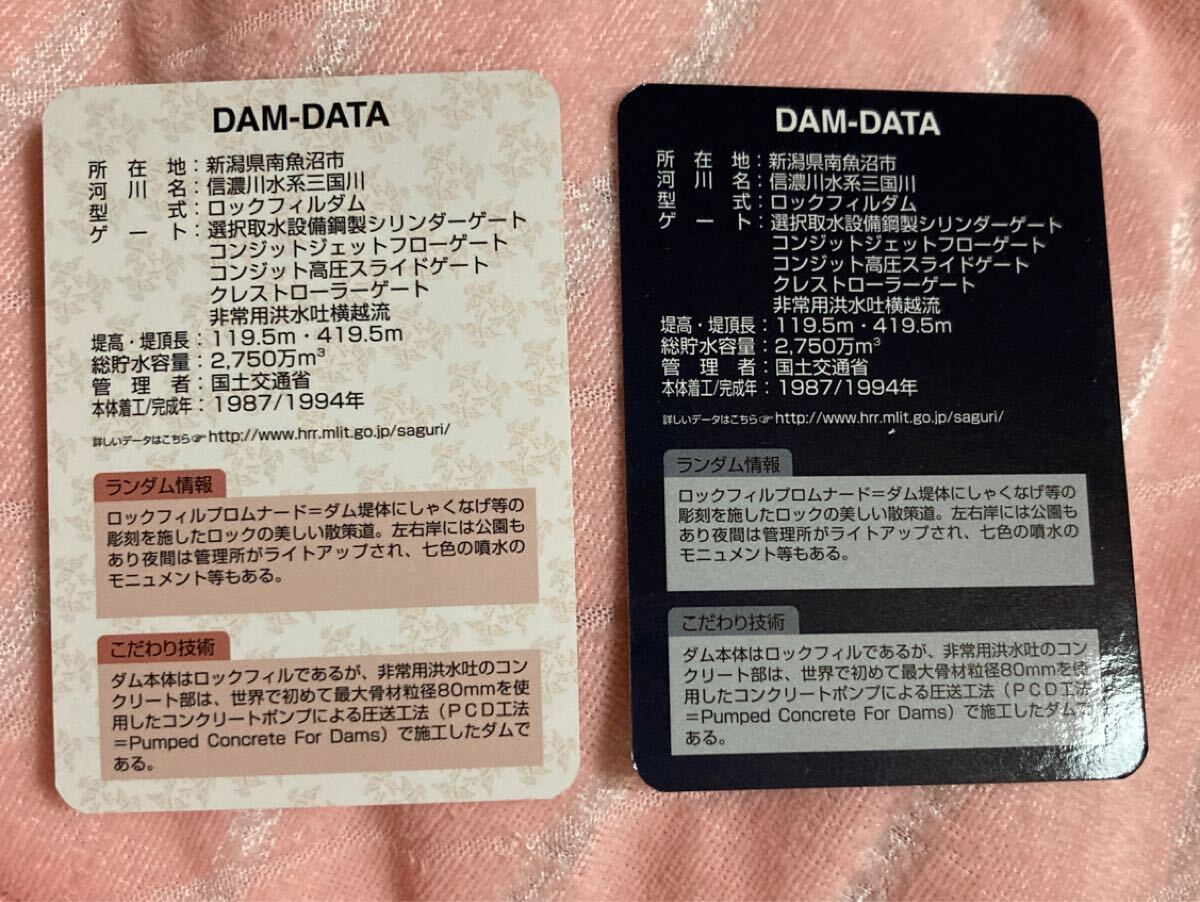 DAM-DATA
所在地：新潟県南魚沼市
河川名：信濃川水系三国川
型式：ロックフィルダム
ゲート：選択取水設備鋼製シリンダーゲート
コンジットジェットフローゲート
コンジット高圧スライドゲート
クレストローラーゲート
非常用洪水吐横越流
堤高・堤頂長：119.5m・419.5m
総貯水容量：2,750万m³
管理者：国土交通省
本体着工/完成年：1987/1994年
詳しいデータはこちら☞http://www.hrr.mlit.go.jp/saguri/
ランダム情報
ロックフィルプロムナード＝ダム堤体にしゃくなげ等の
彫刻を施したロックの美しい散策道。左右岸には公園も
あり夜間は管理所がライトアップされ、七色の噴水の
モニュメント等もある。
こだわり技術
ダム本体はロックフィルであるが、非常用洪水吐のコン
クリート部は、世界で初めて最大骨材粒径80mmを使
用したコンクリートポンプによる圧送工法（ＰＣＤ工法
＝Pumped Concrete For Dams）で施工したダムで
ある。
DAM-DATA
所在地：新潟県南魚沼市
河川名：信濃川水系三国川
型式：ロックフィルダム
ゲート：選択取水設備鋼製シリンダーゲート
コンジットジェットフローゲート
コンジット高圧スライドゲート
クレストローラーゲート
非常用洪水吐横越流
堤高・堤頂長：119.5m・419.5m
総貯水容量：2,750万m³
管理者：国土交通省
本体着工/完成年：1987/1994年
詳しいデータはこちら☞http://www.hrr.mlit.go.jp/saguri/
ランダム情報
ロックフィルプロムナード＝ダム堤体にしゃくなげ等の
彫刻を施したロックの美しい散策道。左右岸には公園も
あり夜間は管理所がライトアップされ、七色の噴水の
モニュメント等もある。
こだわり技術
ダム本体はロックフィルであるが、非常用洪水吐のコン
クリート部は、世界で初めて最大骨材粒径80mmを使
用したコンクリートポンプによる圧送工法（ＰＣＤ工法
＝Pumped Concrete For Dams）で施工したダムで
ある。